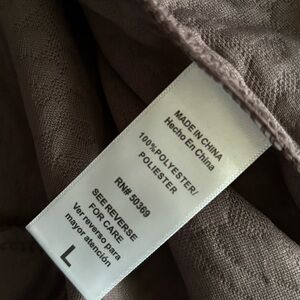 MADE IN CHINA
Hecho En China
100%POLYESTER/
POLIESTER
RN# 50369
SEE REVERSE
FOR CARE
Ver reverso para
mayor atención
L